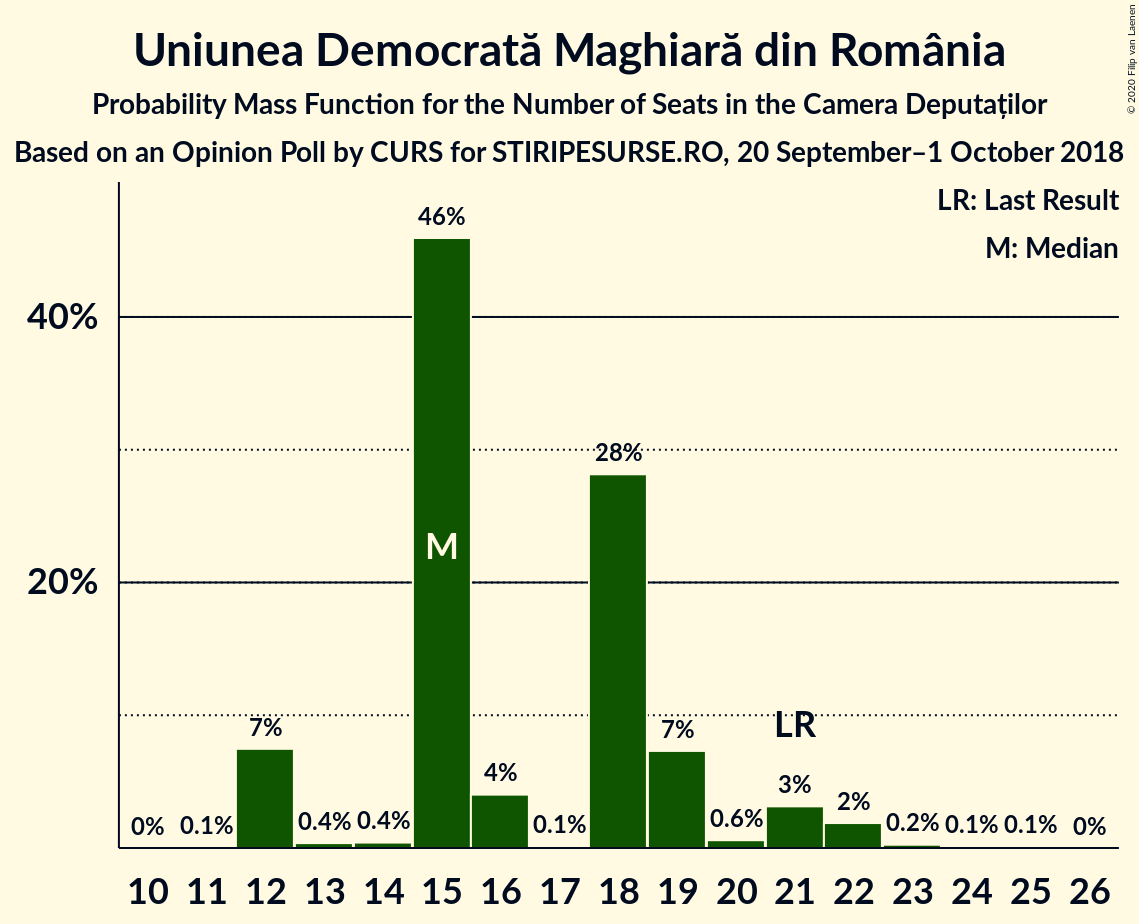 Uniunea Democrată Maghiară din România
Probability Mass Function for the Number of Seats in the Camera Deputaților
Based on an Opinion Poll by CURS for STIRIPESURSE.RO, 20 September–1 October 2018
© 2020 Filip van Laenen
LR: Last Result
M: Median
46%
40%
28%
M
20%
LR
7%
7%
3%
4%
2%
0%
0.1%
0.4%
0.4%
0.1%
0.6%
0.2%
0.1%
0.1%
0%
10 11 12 13 14 15 16 17 18 19 20 21 22 23 24 25 26